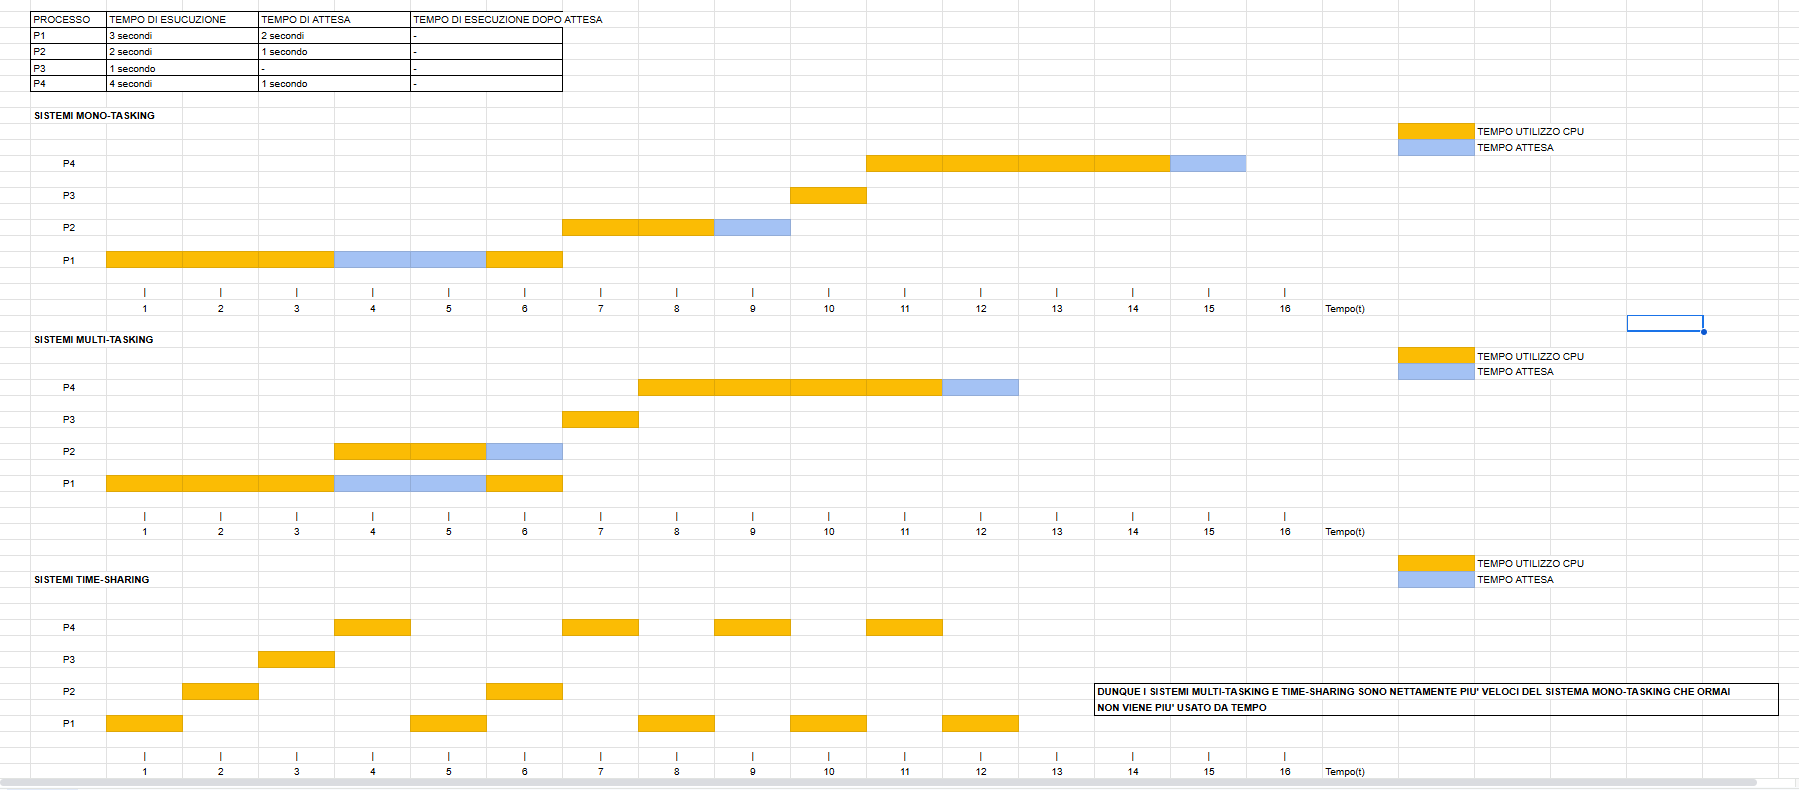 PROCESSO TEMPO DI ESUCUZIONE TEMPO DI ATTESA TEMPO DI ESECUZIONE DOPO ATTESA
P1 3 secondi 2 secondi -
P2 2 secondi 1 secondo -
P3 1 secondo - -
P4 4 secondi 1 secondo -
SISTEMI MONO-TASKING
TEMPO UTILIZZO CPU
TEMPO ATTESA
P4
P3
P2
P1
| | | | | | | | | | | | | | | |
1 2 3 4 5 6 7 8 9 10 11 12 13 14 15 16 Tempo(t)
SISTEMI MULTI-TASKING
TEMPO UTILIZZO CPU
TEMPO ATTESA
P4
P3
P2
P1
| | | | | | | | | | | | | | | |
1 2 3 4 5 6 7 8 9 10 11 12 13 14 15 16 Tempo(t)
TEMPO UTILIZZO CPU
SISTEMI TIME-SHARING
TEMPO ATTESA
P4
P3
P2
DUNQUE I SISTEMI MULTI-TASKING E TIME-SHARING SONO NETTAMENTE PIU' VELOCI DEL SISTEMA MONO-TASKING CHE ORMAI
NON VIENE PIU' USATO DA TEMPO
P1
| | | | | | | | | | | | | | | |
1 2 3 4 5 6 7 8 9 10 11 12 13 14 15 16 Tempo(t)